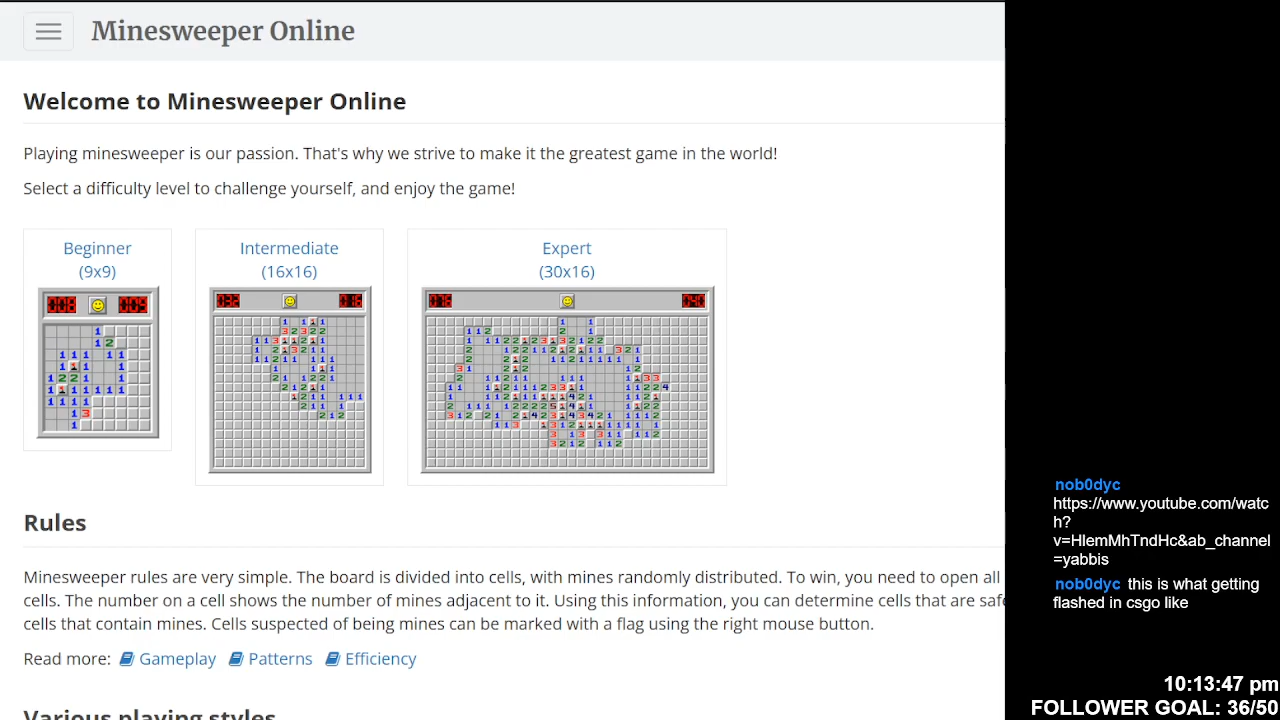 Minesweeper Online
Welcome to Minesweeper Online
Playing minesweeper is our passion. That's why we strive to make it the greatest game in the world!
Select a difficulty level to challenge yourself, and enjoy the game!
Beginner
(9x9)
Intermediate
(16x16)
Expert
(30x16)
Rules
Minesweeper rules are very simple. The board is divided into cells, with mines randomly distributed. To win, you need to open all
cells. The number on a cell shows the number of mines adjacent to it. Using this information, you can determine cells that are safe
cells that contain mines. Cells suspected of being mines can be marked with a flag using the right mouse button.
Read more: Gameplay Patterns Efficiency
Various playing styles
nob0dyc
https://www.youtube.com/watc
h?
v=HlemMhTndHc&ab_channel
=yabbis
nob0dyc this is what getting
flashed in csgo like
10:13:47 pm
FOLLOWER GOAL: 36/50